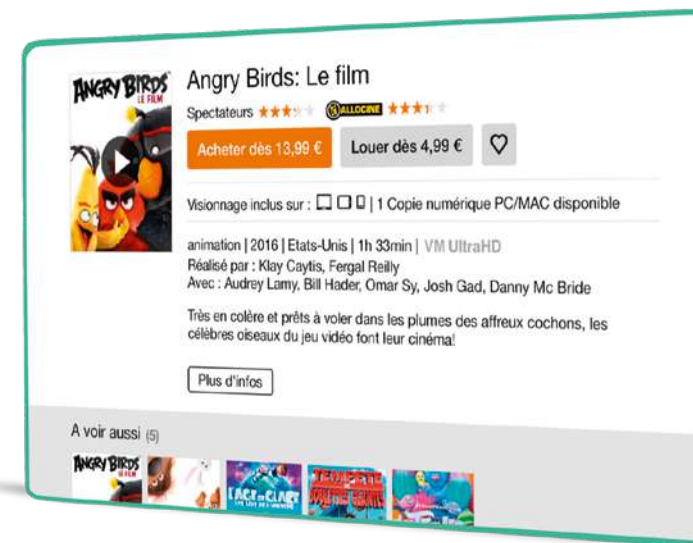 ANGRY BIRDS
LE FILM
Angry Birds: Le film
Spectateurs ALLOCINE
Acheter dès 13,99 €
Louer dès 4,99 €
Visionnage inclus sur : | 1 Copie numérique PC/MAC disponible
animation | 2016 | Etats-Unis | 1h 33min | VM UltraHD
Réalisé par : Klay Caytis, Fergal Reilly
Avec : Audrey Lamy, Bill Hader, Omar Sy, Josh Gad, Danny Mc Bride
Très en colère et prêts à voler dans les plumes des affreux cochons, les
célèbres oiseaux du jeu vidéo font leur cinéma!
Plus d'infos
A voir aussi (5)
ANGRY BIRDS
LE FILM
L'AGE DE GLACE
TEMPETE